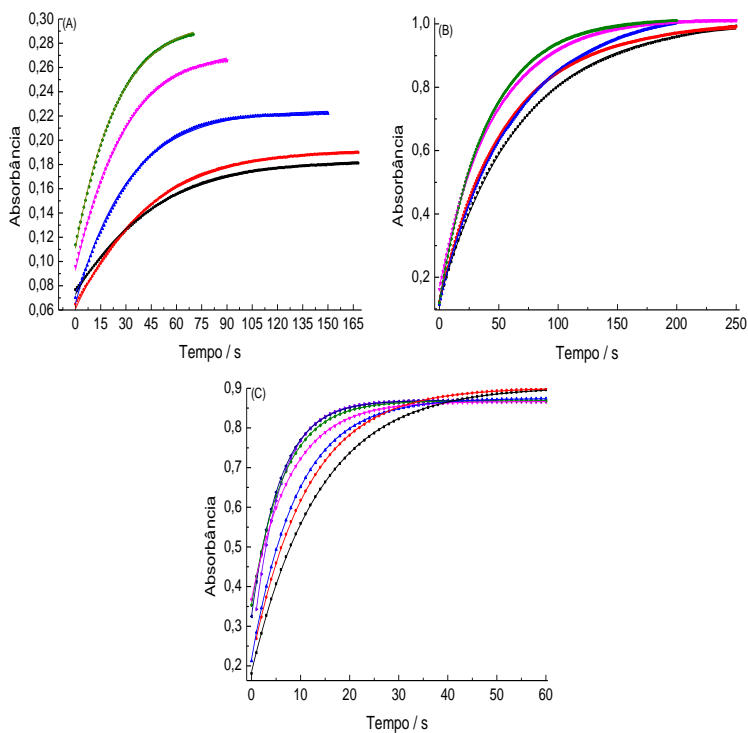 (A)
0,30
0,28
0,26
0,24
0,22
0,20
0,18
0,16
0,14
0,12
0,10
0,08
0,06
Absorbância
0 15 30 45 60 75 90 105 120 135 150 165
Tempo / s
(B)
1,0
0,8
0,6
0,4
0,2
Absorbância
0 50 100 150 200 250
Tempo / s
(C)
0,9
0,8
0,7
0,6
0,5
0,4
0,3
0,2
Absorbância
0 10 20 30 40 50 60
Tempo / s